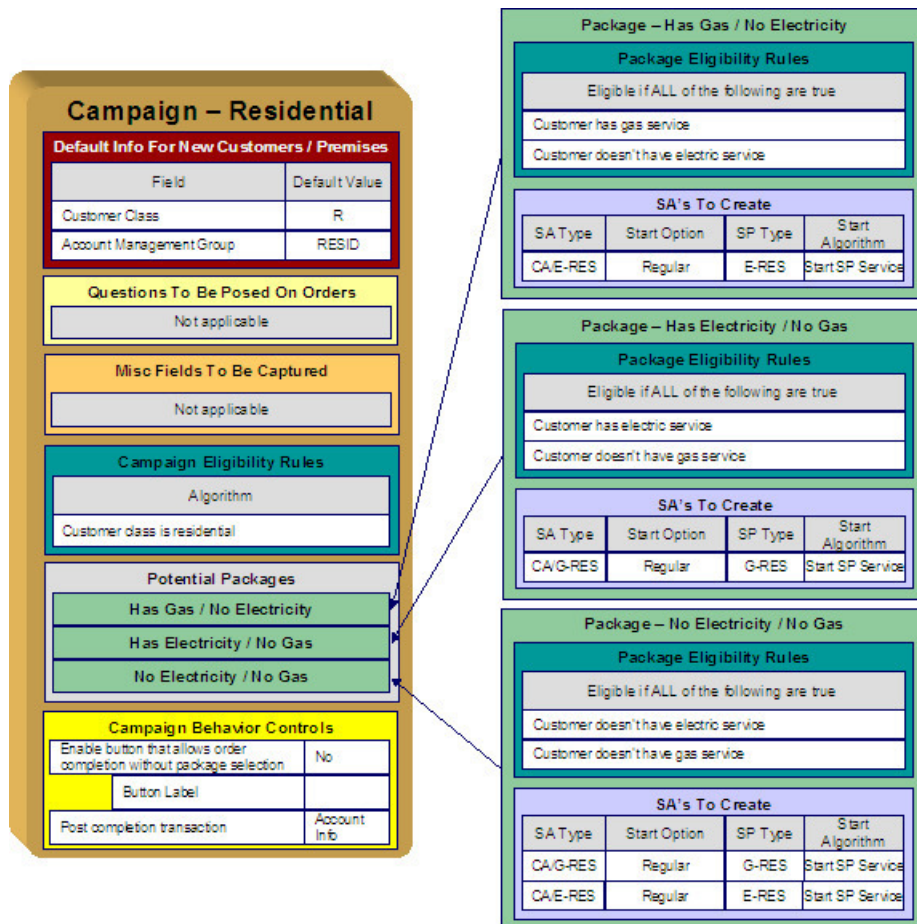 Campaign – Residential
Default Info For New Customers / Premises
Field Default Value
Customer Class R
Account Management Group RESID
Questions To Be Posed On Orders
Not applicable
Misc Fields To Be Captured
Not applicable
Campaign Eligibility Rules
Algorithm
Customer class is residential
Potential Packages
Has Gas / No Electricity
Has Electricity / No Gas
No Electricity / No Gas
Campaign Behavior Controls
Enable button that allows order
completion without package selection No
Button Label
Post completion transaction Account
Info
Package – Has Gas / No Electricity
Package Eligibility Rules
Eligible if ALL of the following are true
Customer has gas service
Customer doesn't have electric service
SA's To Create
SA Type Start Option SP Type Start
Algorithm
CA/E-RES Regular E-RES Start SP Service
Package – Has Electricity / No Gas
Package Eligibility Rules
Eligible if ALL of the following are true
Customer has electric service
Customer doesn't have gas service
SA's To Create
SA Type Start Option SP Type Start
Algorithm
CA/G-RES Regular G-RES Start SP Service
Package – No Electricity / No Gas
Package Eligibility Rules
Eligible if ALL of the following are true
Customer doesn't have electric service
Customer doesn't have gas service
SA's To Create
SA Type Start Option SP Type Start
Algorithm
CA/G-RES Regular G-RES Start SP Service
CA/E-RES Regular E-RES Start SP Service